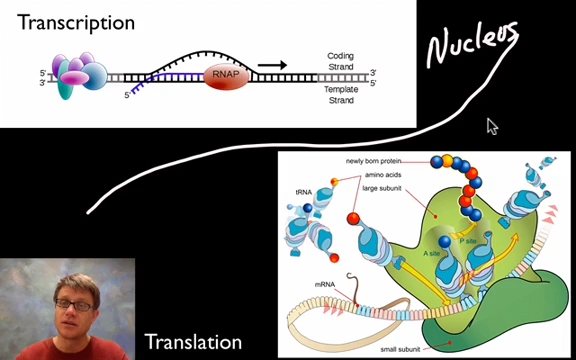 Transcription
Nucleus
Coding
Strand
RNAP
5'
3'
3'
5'
Template
Strand
5'
newly born protein
amino acids
large subunit
tRNA
A site
P site
mRNA
small subunit
Translation